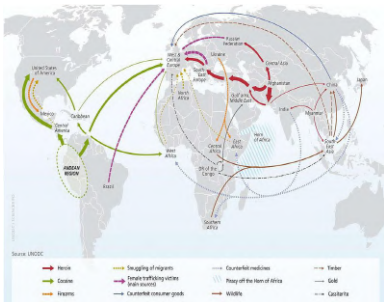 United States
of America
Mexico
Central
America
Caribbean
ANDEAN
REGION
Brazil
West &
Central
Europe
South
East
Europe
Russian
Federation
Ukraine
Central Asia
Afghanistan
Gulf area,
Middle East
North
Africa
West
Africa
Central
Africa
East
Africa
Horn of
Africa
DR of the
Congo
Southern
Africa
India
Myanmar
China
Japan
South
East
Asia
Source: UNODC
Heroin
Cocaine
Firearms
Smuggling of migrants
Female trafficking victims
(main sources)
Counterfeit consumer goods
Counterfeit medicines
Piracy off the Horn of Africa
Wildlife
Timber
Gold
Cassiterite